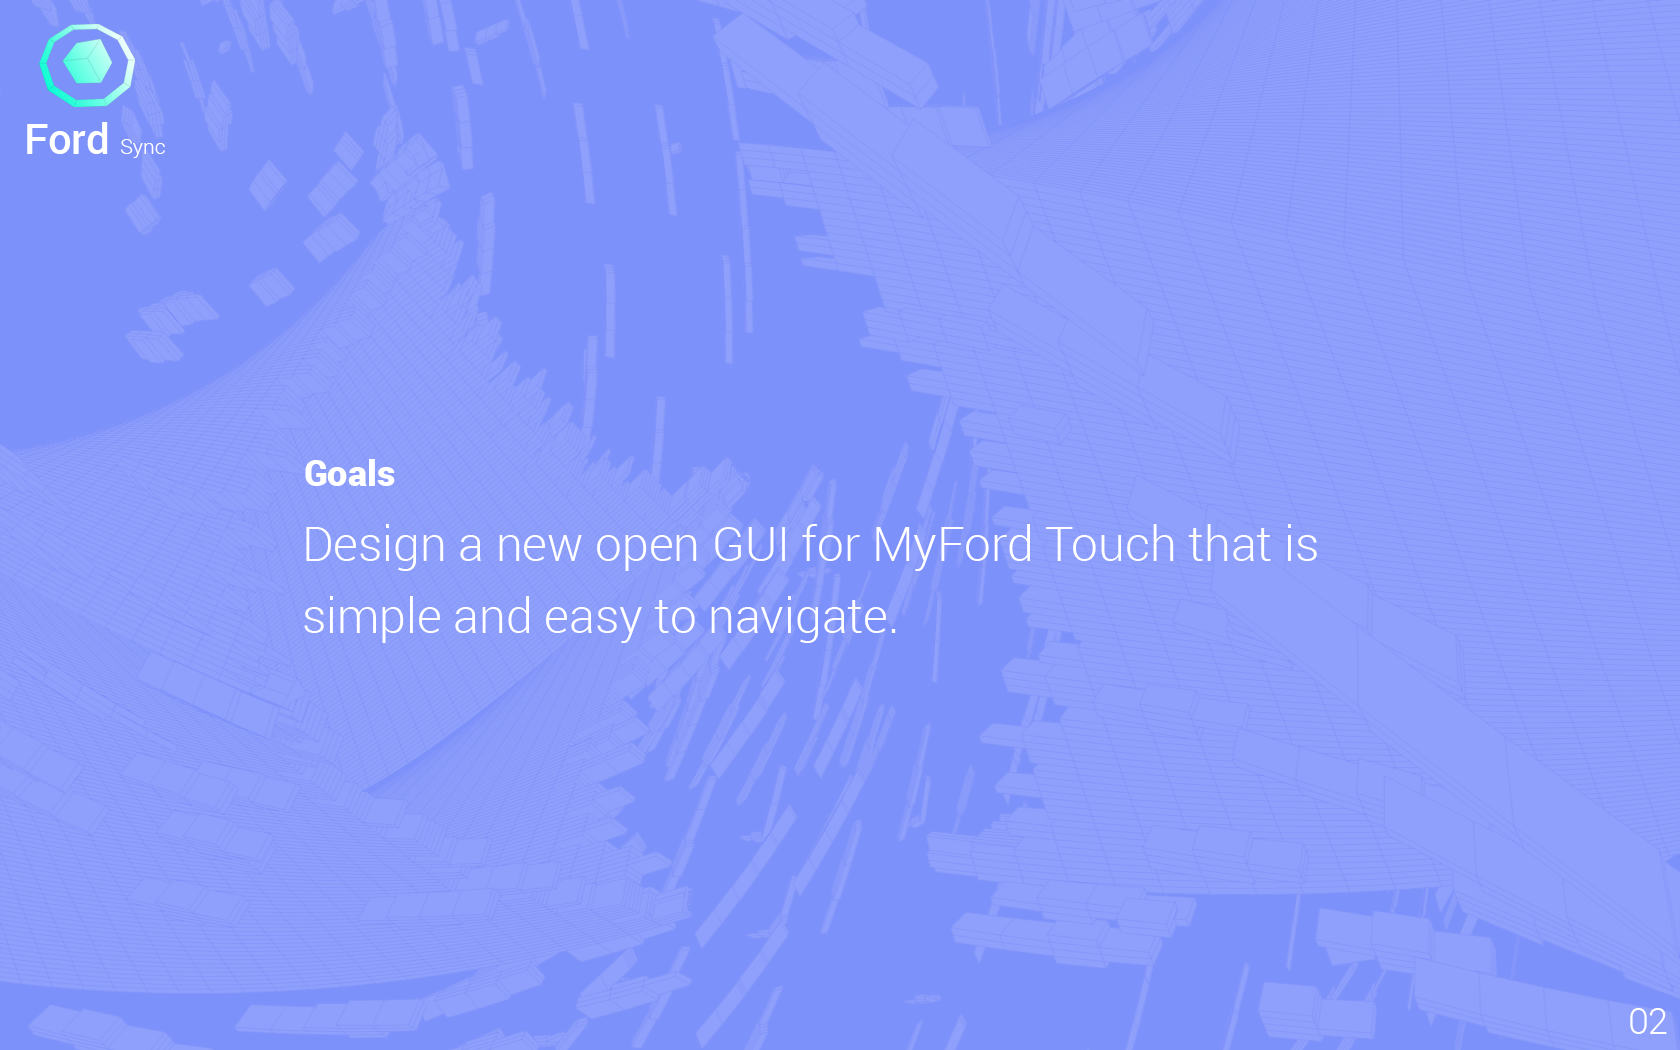 Ford Sync
Goals
Design a new open GUI for MyFord Touch that is
simple and easy to navigate.
02